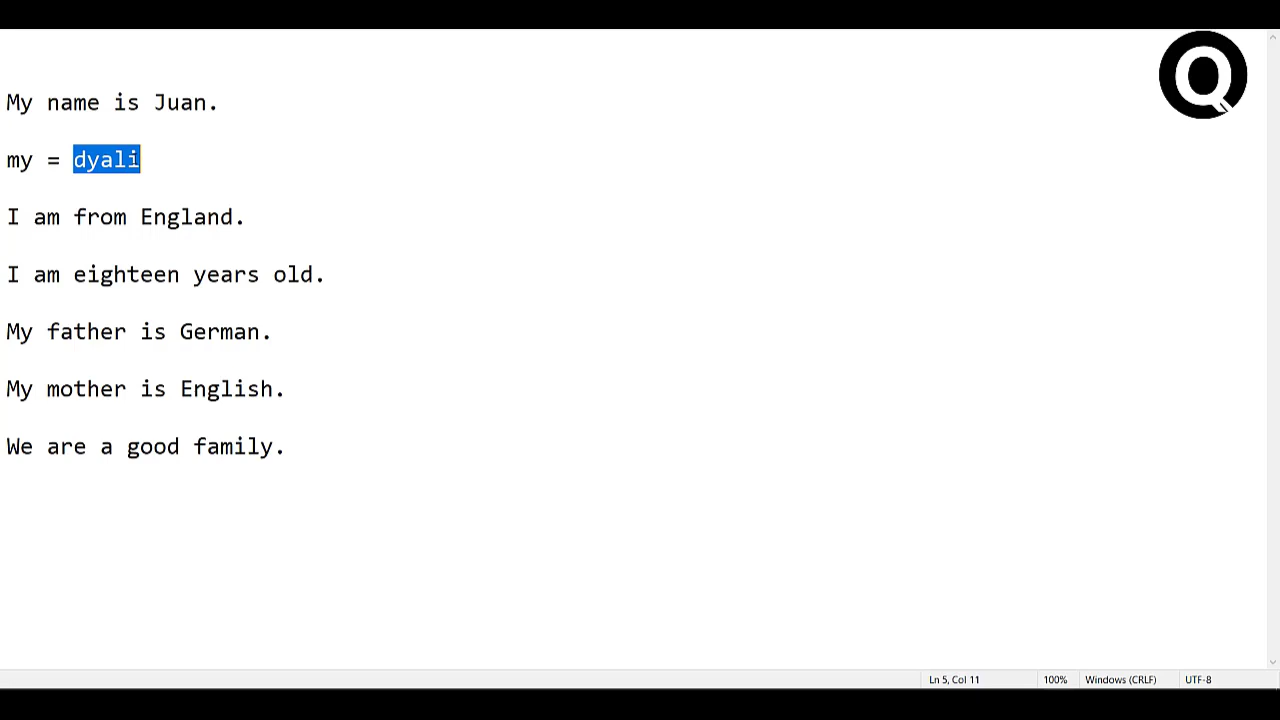 My name is Juan.
my = dyali
I am from England.
I am eighteen years old.
My father is German.
My mother is English.
We are a good family.
Ln 5, Col 11 100% Windows (CRLF) UTF-8